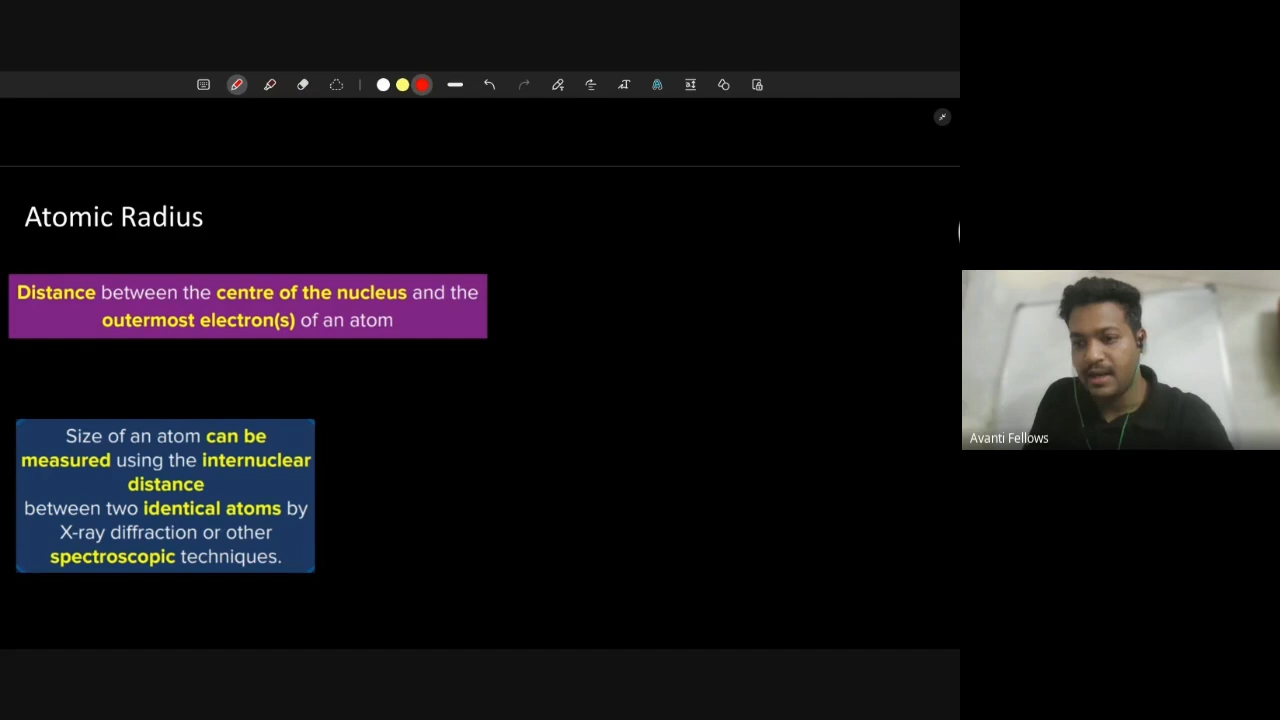 Atomic Radius
Distance between the centre of the nucleus and the
outermost electron(s) of an atom
Size of an atom can be
measured using the internuclear
distance
between two identical atoms by
X-ray diffraction or other
spectroscopic techniques.
Avanti Fellows